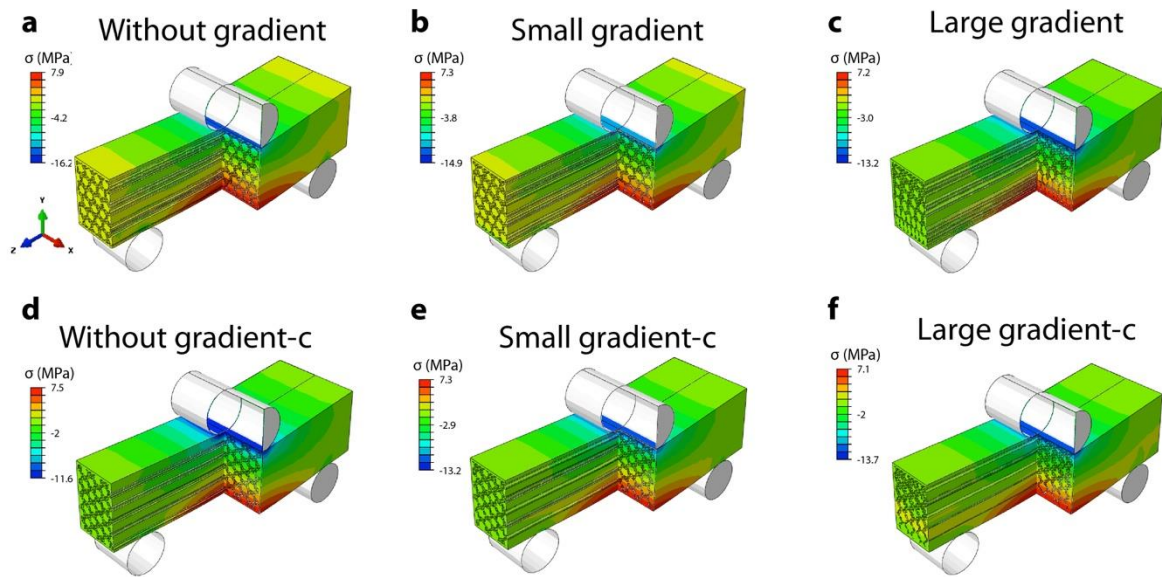 a
Without gradient
σ (MPa)
7.9
-4.2
-16.2
Y
Z
X
b
Small gradient
σ (MPa)
7.3
-3.8
-14.9
c
Large gradient
σ (MPa)
7.2
-3.0
-13.2
d
Without gradient-c
σ (MPa)
7.5
-2
-11.6
e
Small gradient-c
σ (MPa)
7.3
-2.9
-13.2
f
Large gradient-c
σ (MPa)
7.1
-2
-13.7